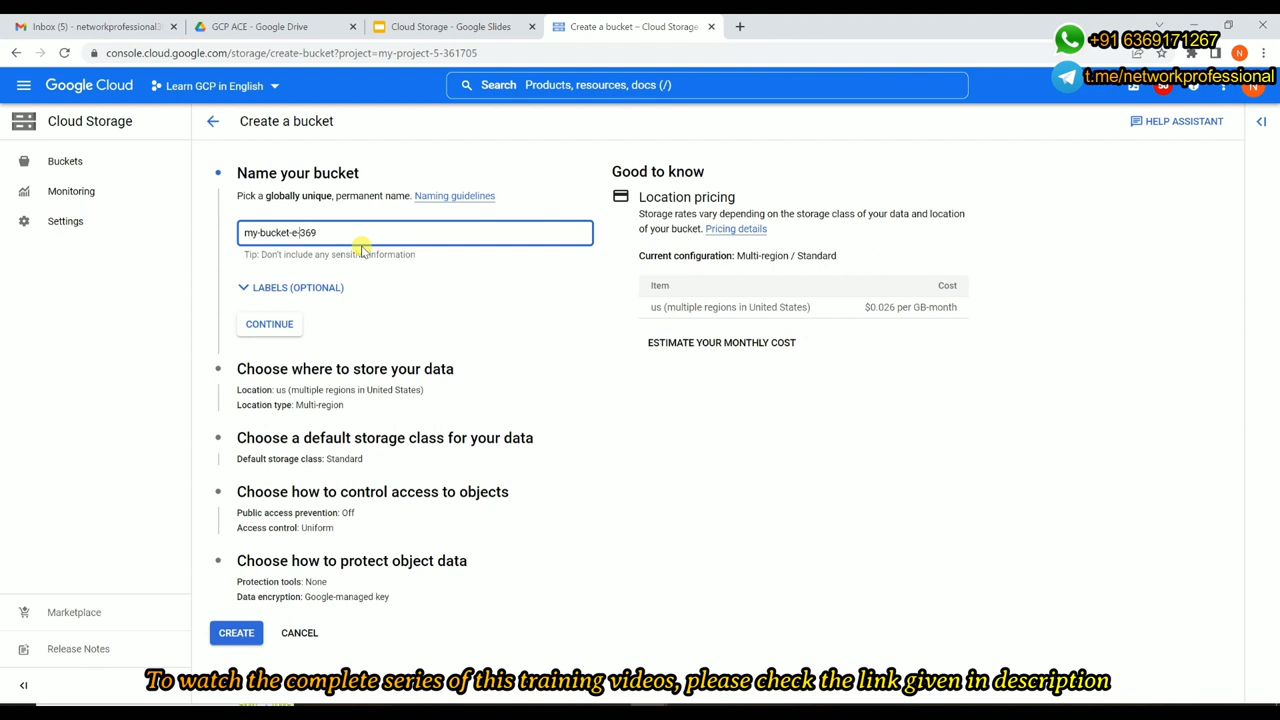 Inbox (5) - networkprofessional3
GCP ACE - Google Drive
Cloud Storage - Google Slides
Create a bucket – Cloud Storage
console.cloud.google.com/storage/create-bucket?project=my-project-5-361705
+91 6369171267
t.me/networkprofessional
Google Cloud
Learn GCP in English
Search Products, resources, docs (/)
Cloud Storage
Create a bucket
HELP ASSISTANT
Buckets
Monitoring
Settings
Marketplace
Release Notes
Name your bucket
Pick a globally unique, permanent name. Naming guidelines
my-bucket-e-369
Tip: Don't include any sensitive information
LABELS (OPTIONAL)
CONTINUE
Choose where to store your data
Location: us (multiple regions in United States)
Location type: Multi-region
Choose a default storage class for your data
Default storage class: Standard
Choose how to control access to objects
Public access prevention: Off
Access control: Uniform
Choose how to protect object data
Protection tools: None
Data encryption: Google-managed key
CREATE CANCEL
Good to know
Location pricing
Storage rates vary depending on the storage class of your data and location
of your bucket. Pricing details
Current configuration: Multi-region / Standard
Item Cost
us (multiple regions in United States) $0.026 per GB-month
ESTIMATE YOUR MONTHLY COST
To watch the complete series of this training videos, please check the link given in description